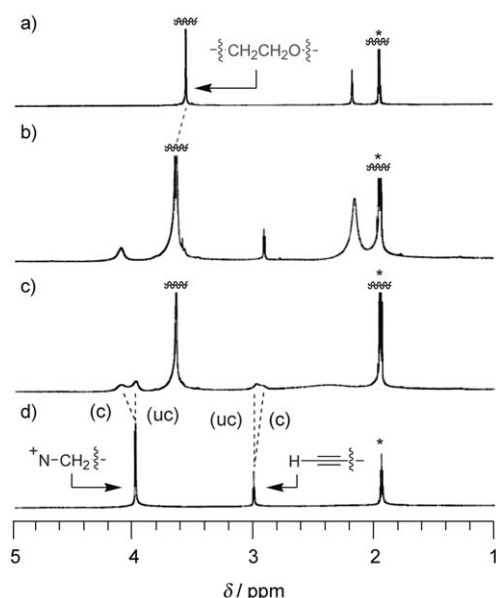 a)
-CH₂CH₂O-
*
b)
*
c)
*
(c)
(uc)
(uc)
(c)
d)
⁺N-CH₂-
H
*
5
4
3
2
1
δ / ppm